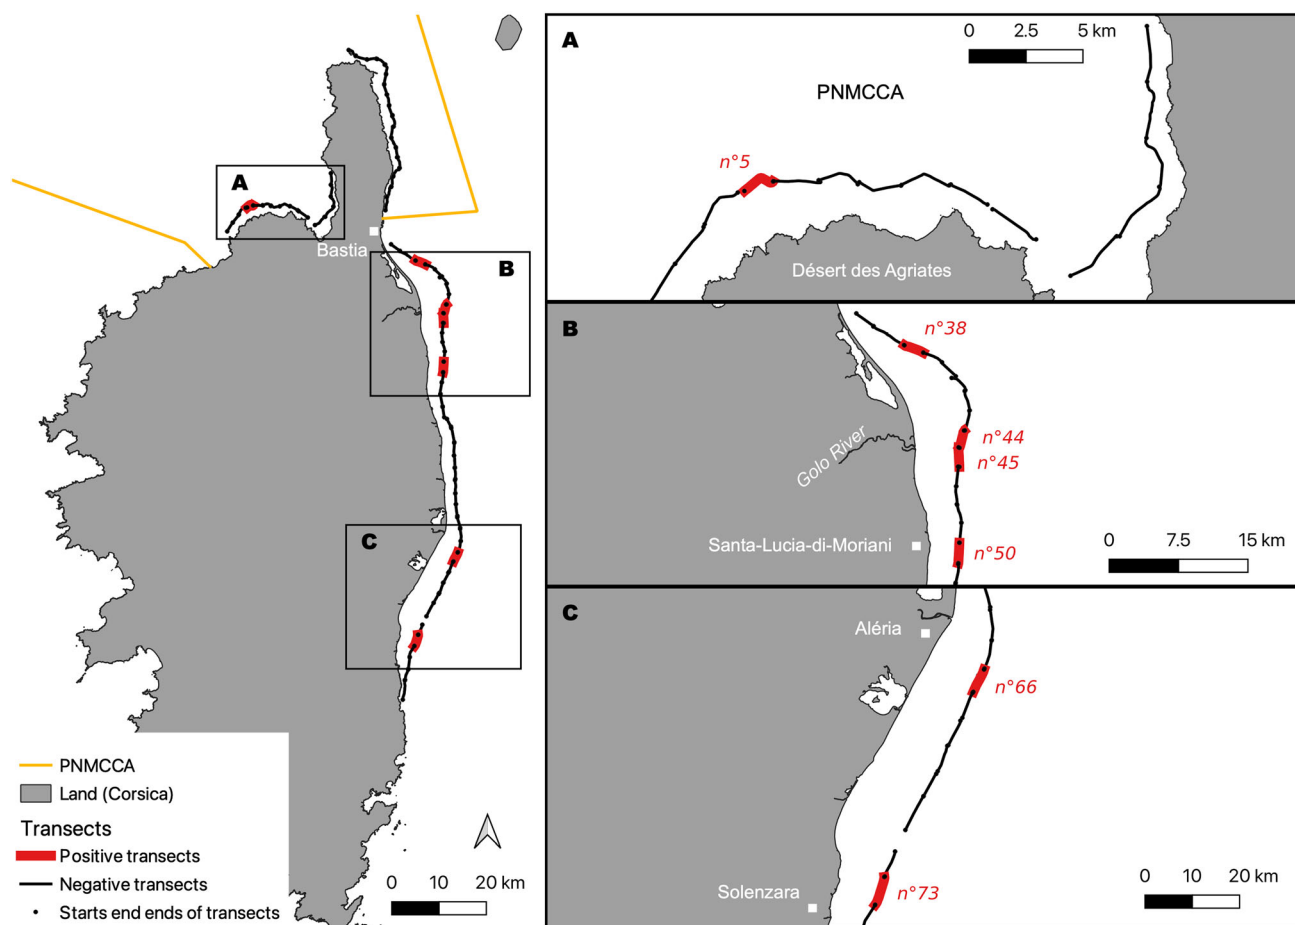 A
Bastia
B
C
PNMCCA
Land (Corsica)
Transects
Positive transects
Negative transects
Starts end ends of transects
0 10 20 km
A
0 2.5 5 km
PNMCCA
n°5
Désert des Agriates
B
n°38
n°44
n°45
Golo River
Santa-Lucia-di-Moriani
n°50
0 7.5 15 km
C
Aléria
n°66
Solenzara
n°73
0 10 20 km